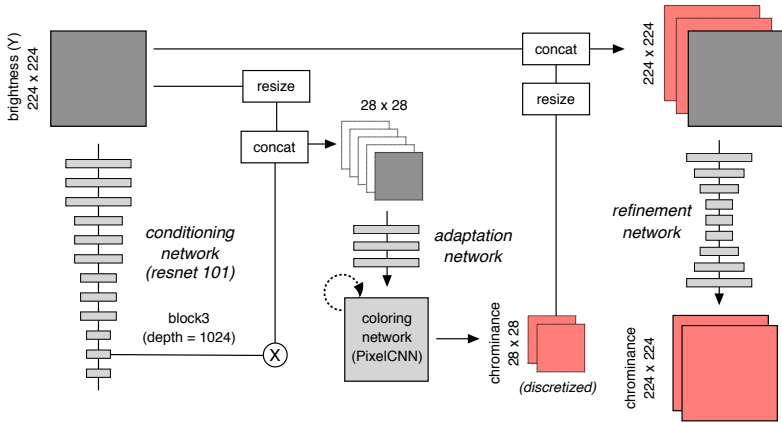 brightness (Y)
224 x 224
resize
concat
28 x 28
concat
resize
224 x 224
conditioning
network
(resnet 101)
adaptation
network
refinement
network
block3
(depth = 1024)
X
coloring
network
(PixelCNN)
chrominance
28 x 28
(discretized)
chrominance
224 x 224